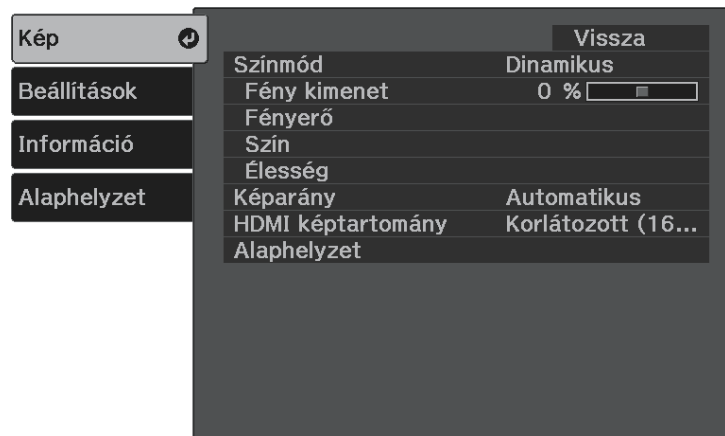 Kép
Beállítások
Információ
Alaphelyzet
Vissza
Színmód Dinamikus
Fény kimenet 0 %
Fényerő
Szín
Élesség
Képarány Automatikus
HDMI képtartomány Korlátozott (16...
Alaphelyzet